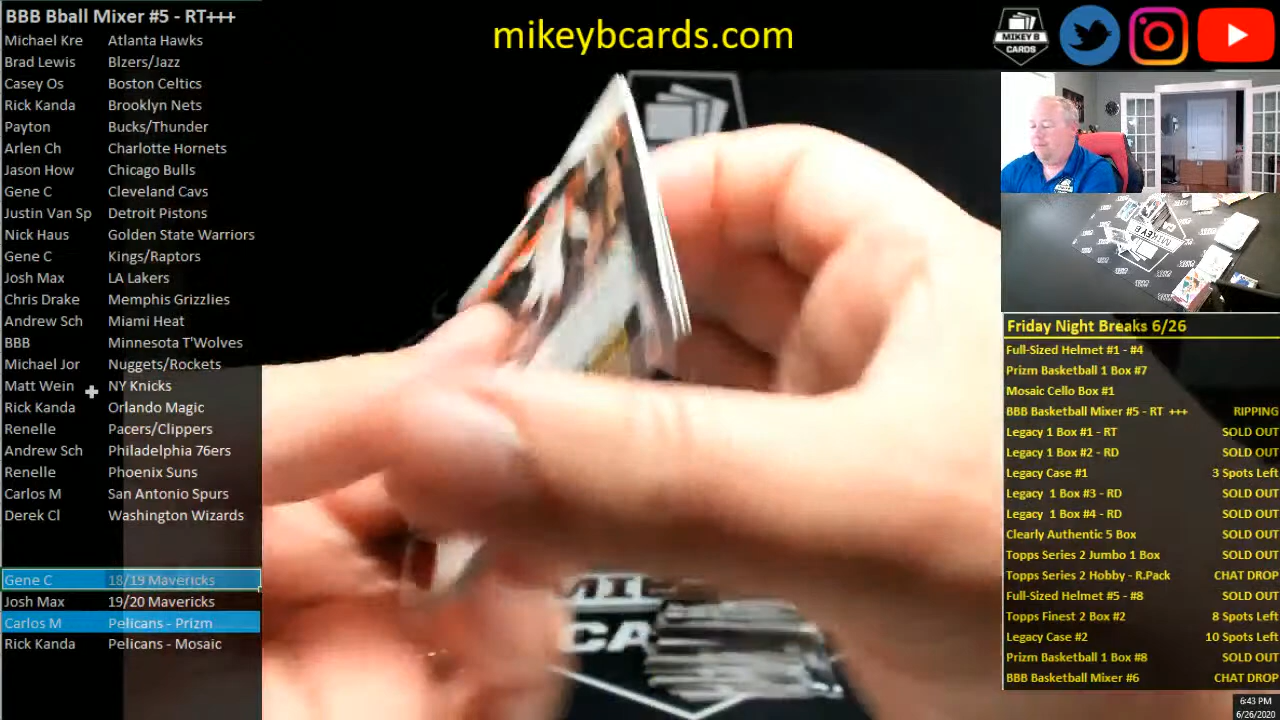 BBB Bball Mixer #5 - RT+++
Michael Kre Atlanta Hawks
Brad Lewis Blzers/Jazz
Casey Os Boston Celtics
Rick Kanda Brooklyn Nets
Payton Bucks/Thunder
Arlen Ch Charlotte Hornets
Jason How Chicago Bulls
Gene C Cleveland Cavs
Justin Van Sp Detroit Pistons
Nick Haus Golden State Warriors
Gene C Kings/Raptors
Josh Max LA Lakers
Chris Drake Memphis Grizzlies
Andrew Sch Miami Heat
BBB Minnesota T'Wolves
Michael Jor Nuggets/Rockets
Matt Wein NY Knicks
Rick Kanda Orlando Magic
Renelle Pacers/Clippers
Andrew Sch Philadelphia 76ers
Renelle Phoenix Suns
Carlos M San Antonio Spurs
Derek Cl Washington Wizards
Gene C 18/19 Mavericks
Josh Max 19/20 Mavericks
Carlos M Pelicans - Prizm
Rick Kanda Pelicans - Mosaic
mikeybcards.com
MIKEY B
CARDS
Friday Night Breaks 6/26
Full-Sized Helmet #1 - #4
Prizm Basketball 1 Box #7
Mosaic Cello Box #1
BBB Basketball Mixer #5 - RT +++ RIPPING
Legacy 1 Box #1 - RT SOLD OUT
Legacy 1 Box #2 - RD SOLD OUT
Legacy Case #1 3 Spots Left
Legacy 1 Box #3 - RD SOLD OUT
Legacy 1 Box #4 - RD SOLD OUT
Clearly Authentic 5 Box SOLD OUT
Topps Series 2 Jumbo 1 Box SOLD OUT
Topps Series 2 Hobby - R.Pack CHAT DROP
Full-Sized Helmet #5 - #8 SOLD OUT
Topps Finest 2 Box #2 8 Spots Left
Legacy Case #2 10 Spots Left
Prizm Basketball 1 Box #8 SOLD OUT
BBB Basketball Mixer #6 CHAT DROP
6:43 PM
6/26/2020